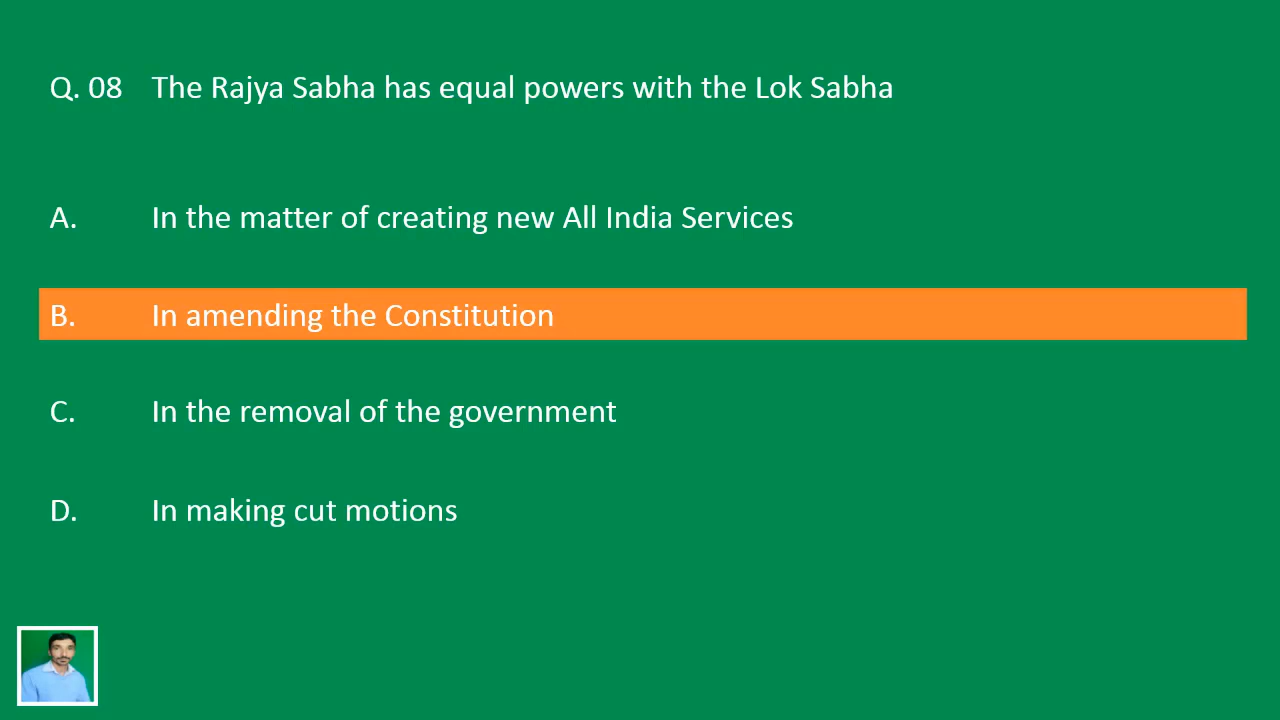 Q. 08 The Rajya Sabha has equal powers with the Lok Sabha
A. In the matter of creating new All India Services
B. In amending the Constitution
C. In the removal of the government
D. In making cut motions